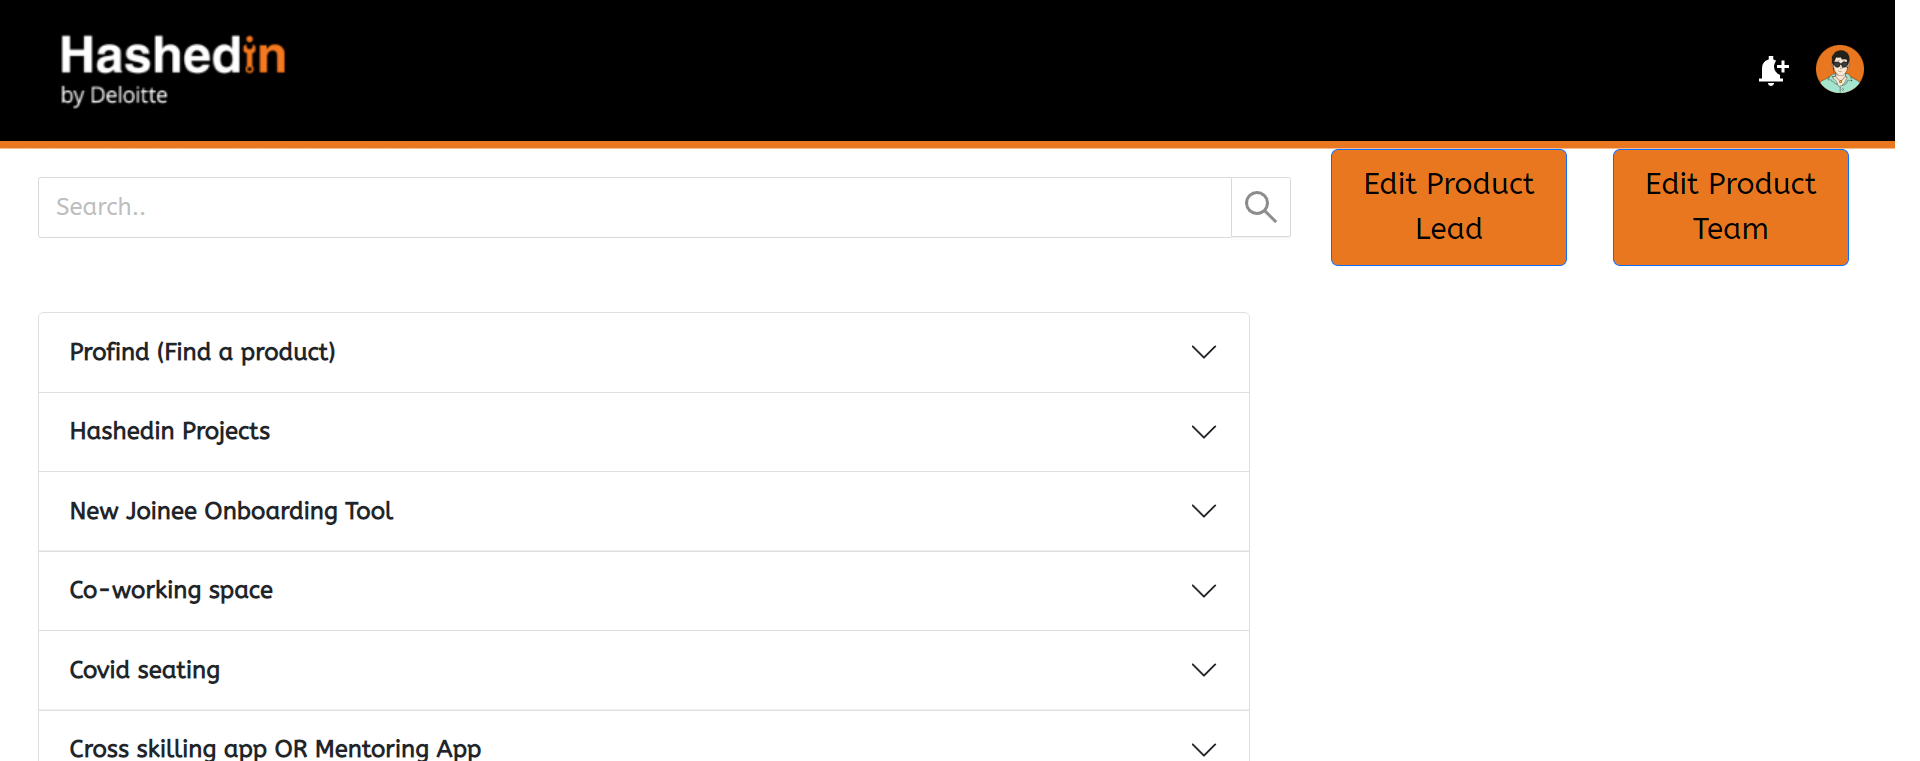 Hashedin
by Deloitte
Search..
Edit Product
Lead
Edit Product
Team
Profind (Find a product)
Hashedin Projects
New Joinee Onboarding Tool
Co-working space
Covid seating
Cross skilling app OR Mentoring App